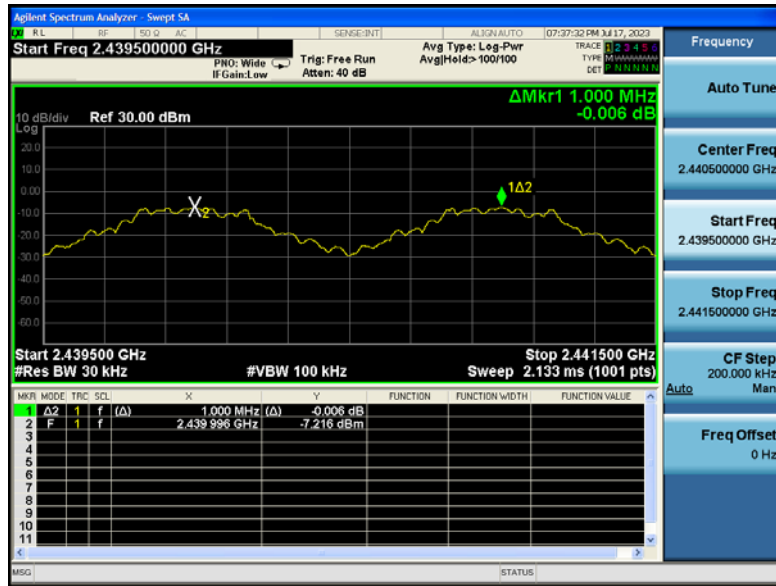 Agilent Spectrum Analyzer - Swept SA
RL RF 50 Ω AC SENSE:INT ALIGN AUTO 07:37:32 PM Jul 17, 2023
Start Freq 2.439500000 GHz
PNO: Wide
IFGain:Low
Trig: Free Run
Atten: 40 dB
Avg Type: Log-Pwr
Avg|Hold:>100/100
TRACE 1 2 3 4 5 6
TYPE M
DET P N N N N N
ΔMkr1 1.000 MHz
-0.006 dB
10 dB/div Ref 30.00 dBm
Log
20.0
10.0
0.00
-10.0
-20.0
-30.0
-40.0
-50.0
-60.0
X2
1Δ2
Start 2.439500 GHz Stop 2.441500 GHz
#Res BW 30 kHz #VBW 100 kHz Sweep 2.133 ms (1001 pts)
MKR MODE TRC SCL X Y FUNCTION FUNCTION WIDTH FUNCTION VALUE
1 Δ2 1 f (Δ) 1.000 MHz (Δ) -0.006 dB
2 F 1 f 2.439 996 GHz -7.216 dBm
3
4
5
6
7
8
9
10
11
MSG STATUS
Frequency
Auto Tune
Center Freq
2.440500000 GHz
Start Freq
2.439500000 GHz
Stop Freq
2.441500000 GHz
CF Step
200.000 kHz
Auto Man
Freq Offset
0 Hz